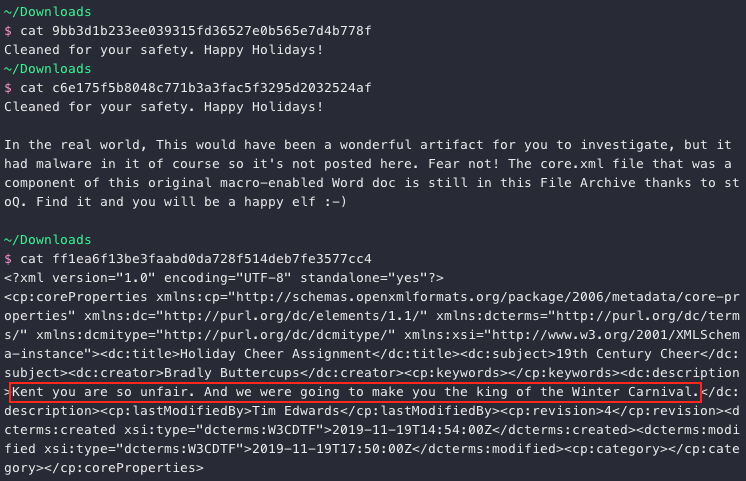 ~/Downloads
$ cat 9bb3d1b233ee039315fd36527e0b565e7d4b778f
Cleaned for your safety. Happy Holidays!
~/Downloads
$ cat c6e175f5b8048c771b3a3fac5f3295d2032524af
Cleaned for your safety. Happy Holidays!

In the real world, This would have been a wonderful artifact for you to investigate, but it
had malware in it of course so it's not posted here. Fear not! The core.xml file that was a
component of this original macro-enabled Word doc is still in this File Archive thanks to st
oQ. Find it and you will be a happy elf :-)

~/Downloads
$ cat ff1ea6f13be3faabd0da728f514deb7fe3577cc4
<?xml version="1.0" encoding="UTF-8" standalone="yes"?>
<cp:coreProperties xmlns:cp="http://schemas.openxmlformats.org/package/2006/metadata/core-pr
operties" xmlns:dc="http://purl.org/dc/elements/1.1/" xmlns:dcterms="http://purl.org/dc/term
s/" xmlns:dcmitype="http://purl.org/dc/dcmitype/" xmlns:xsi="http://www.w3.org/2001/XMLSchem
a-instance"><dc:title>Holiday Cheer Assignment</dc:title><dc:subject>19th Century Cheer</dc:
subject><dc:creator>Bradly Buttercups</dc:creator><cp:keywords></cp:keywords><dc:description
>Kent you are so unfair. And we were going to make you the king of the Winter Carnival.</dc:
description><cp:lastModifiedBy>Tim Edwards</cp:lastModifiedBy><cp:revision>4</cp:revision><d
cterms:created xsi:type="dcterms:W3CDTF">2019-11-19T14:54:00Z</dcterms:created><dcterms:modi
fied xsi:type="dcterms:W3CDTF">2019-11-19T17:50:00Z</dcterms:modified><cp:category></cp:cate
gory></cp:coreProperties>